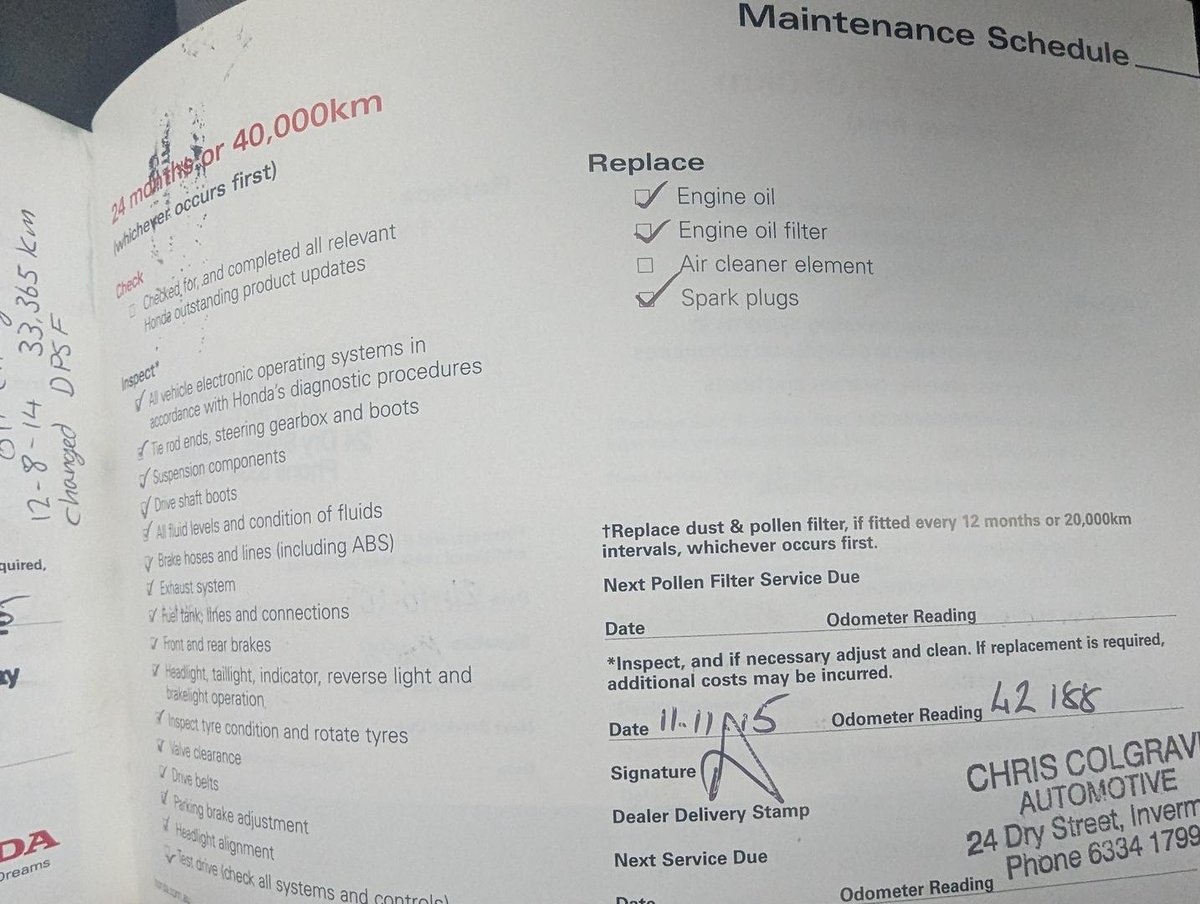 12-8-14 33,365 km
changed DPSF
quired,
DA
Dreams
24 months or 40,000km
(whichever occurs first)
Check
Checked for, and completed all relevant
Honda outstanding product updates
Inspect*
All vehicle electronic operating systems in
accordance with Honda's diagnostic procedures
Tie rod ends, steering gearbox and boots
Suspension components
Drive shaft boots
All fluid levels and condition of fluids
Brake hoses and lines (including ABS)
Exhaust system
Fuel tank, lines and connections
Front and rear brakes
Headlight, taillight, indicator, reverse light and
brakelight operation
Inspect tyre condition and rotate tyres
Valve clearance
Drive belts
Parking brake adjustment
Headlight alignment
Test drive (check all systems and controls)
Maintenance Schedule
Replace
Engine oil
Engine oil filter
Air cleaner element
Spark plugs
†Replace dust & pollen filter, if fitted every 12 months or 20,000km
intervals, whichever occurs first.
Next Pollen Filter Service Due
Date Odometer Reading
*Inspect, and if necessary adjust and clean. If replacement is required,
additional costs may be incurred.
Date 11-11-15 Odometer Reading 42 188
Signature
Dealer Delivery Stamp
CHRIS COLGRAV
AUTOMOTIVE
24 Dry Street, Inverm
Phone 6334 1799
Next Service Due
Date Odometer Reading